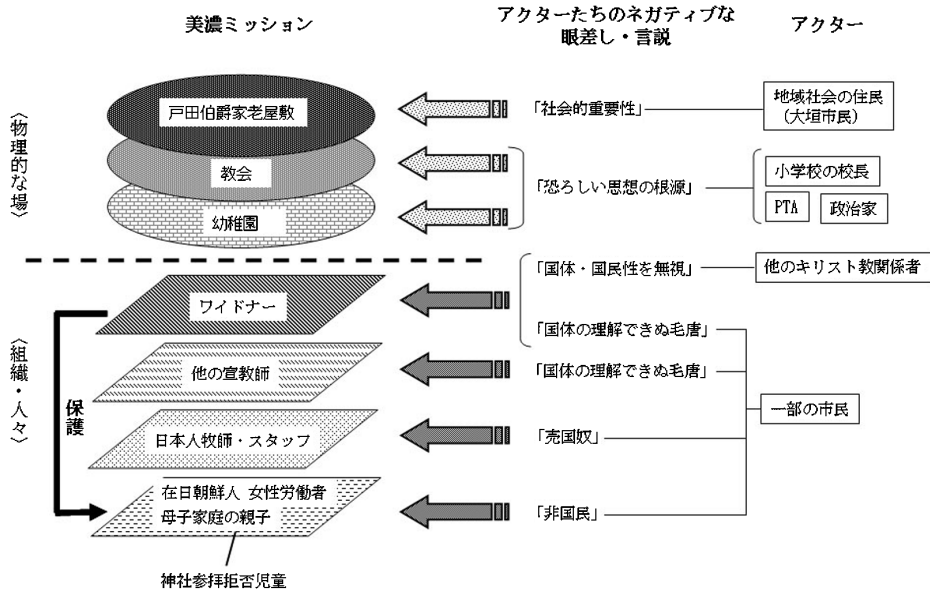 美濃ミッション
アクターたちのネガティブな
眼差し・言説
アクター
〈物理的な場〉
戸田伯爵家老屋敷
「社会的重要性」
地域社会の住民
(大垣市民)
教会
幼稚園
「恐ろしい思想の根源」
小学校の校長
PTA
政治家
〈組織・人々〉
保護
ワイドナー
「国体・国民性を無視」
他のキリスト教関係者
「国体の理解できぬ毛唐」
他の宣教師
「国体の理解できぬ毛唐」
一部の市民
日本人牧師・スタッフ
「売国奴」
在日朝鮮人 女性労働者
母子家庭の親子
「非国民」
神社参拝拒否児童